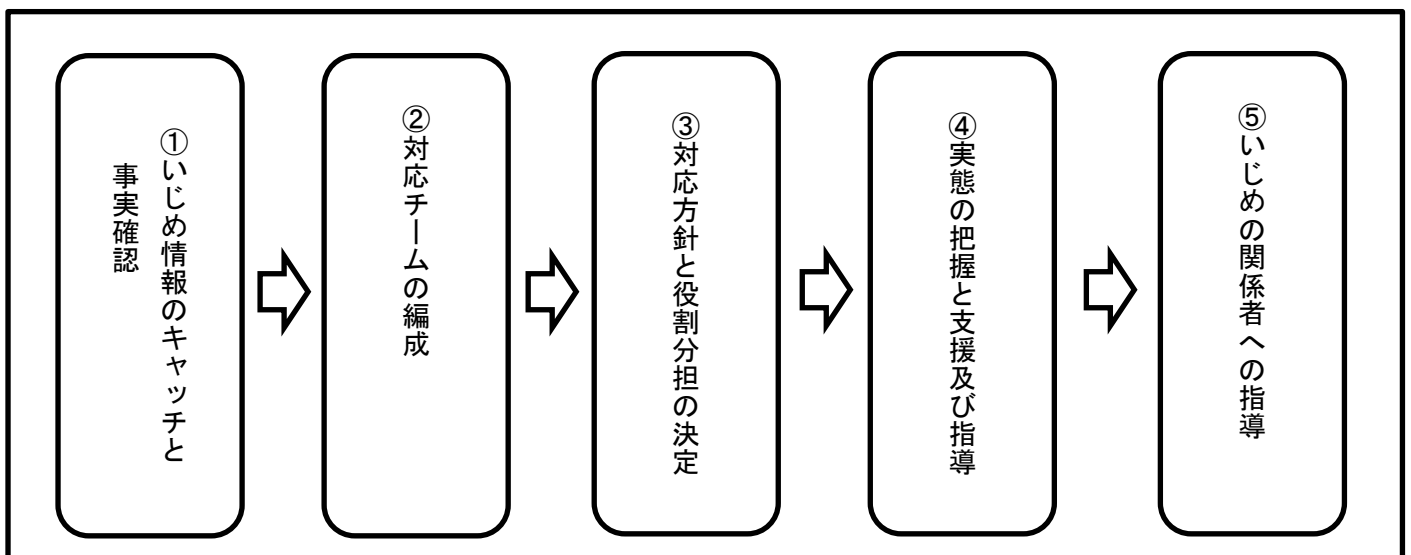 ①いじめ情報のキャッチと
事実確認
②対応チームの編成
③対応方針と役割分担の決定
④実態の把握と支援及び指導
⑤いじめの関係者への指導